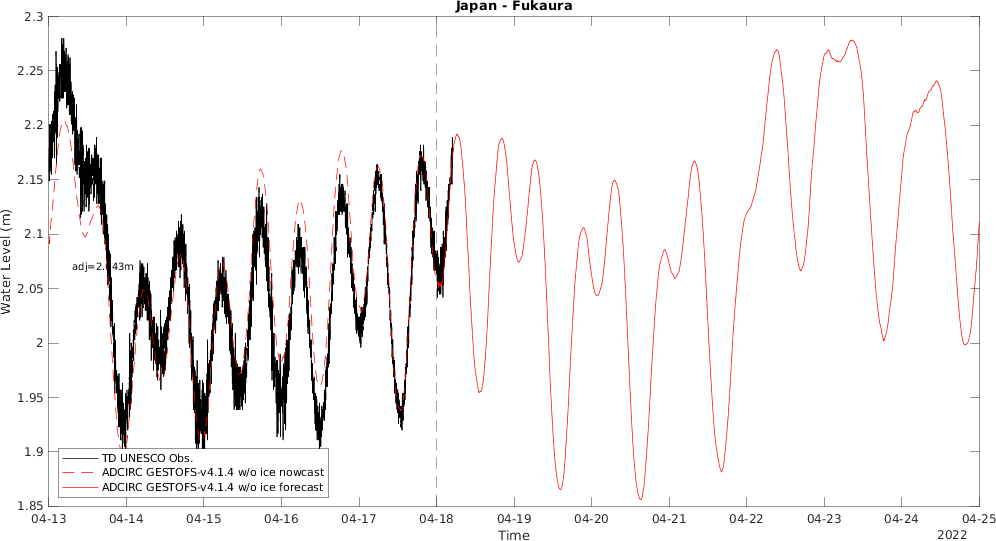 Japan - Fukaura
Water Level (m)
2.3
2.25
2.2
2.15
2.1
2.05
2
1.95
1.9
1.85
adj=2.043m
TD UNESCO Obs.
ADCIRC GESTOFS-v4.1.4 w/o ice nowcast
ADCIRC GESTOFS-v4.1.4 w/o ice forecast
04-13 04-14 04-15 04-16 04-17 04-18 04-19 04-20 04-21 04-22 04-23 04-24 04-25
Time
2022